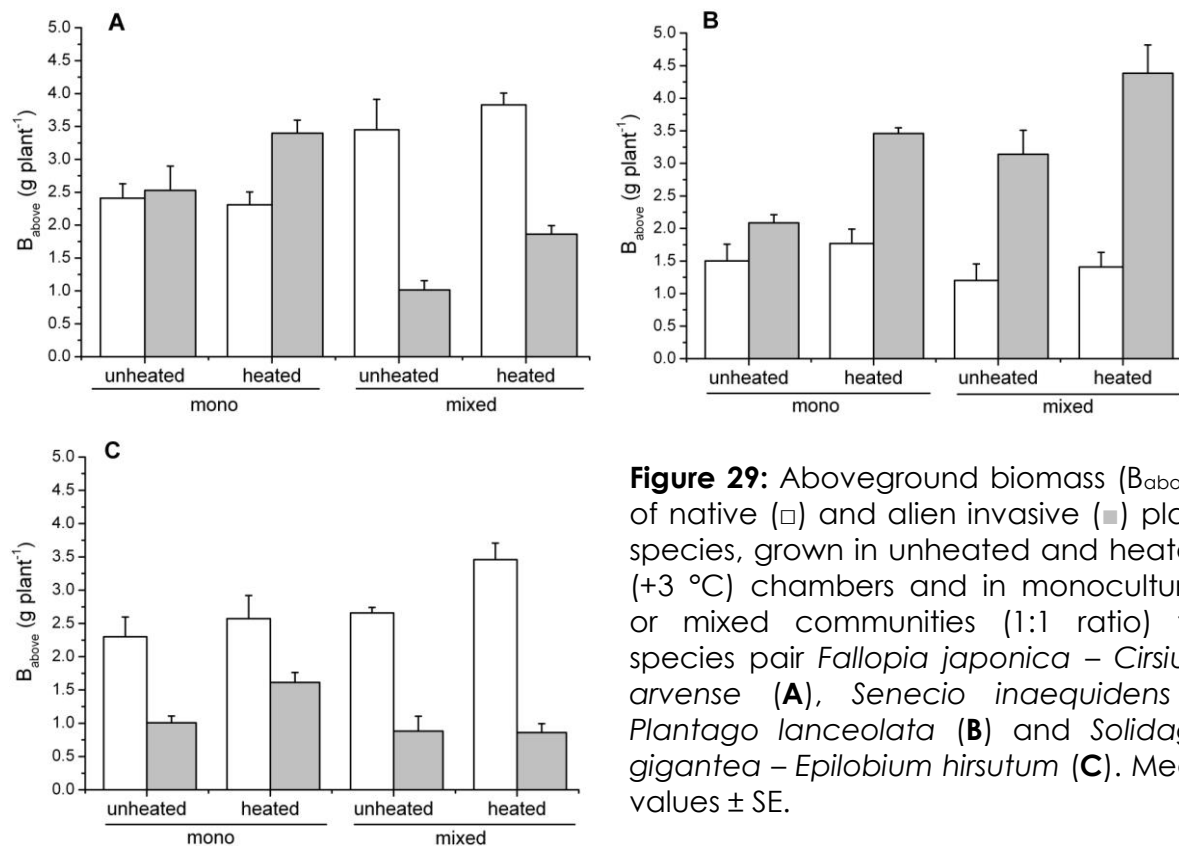 A
5.0
4.5
4.0
3.5
3.0
2.5
2.0
1.5
1.0
0.5
0.0
B_above (g plant⁻¹)
unheated heated unheated heated
mono mixed
B
5.0
4.5
4.0
3.5
3.0
2.5
2.0
1.5
1.0
0.5
0.0
B_above (g plant⁻¹)
unheated heated unheated heated
mono mixed
C
5.0
4.5
4.0
3.5
3.0
2.5
2.0
1.5
1.0
0.5
0.0
B_above (g plant⁻¹)
unheated heated unheated heated
mono mixed
Figure 29: Aboveground biomass
of native (□) and alien invasive (■)
species, grown in unheated and
(+3 °C) chambers and in
or mixed communities (1:1 ratio)
species pair Fallopia japonica –
arvense (A), Senecio inaequidens
Plantago lanceolata (B) and
gigantea – Epilobium hirsutum (C).
values ± SE.